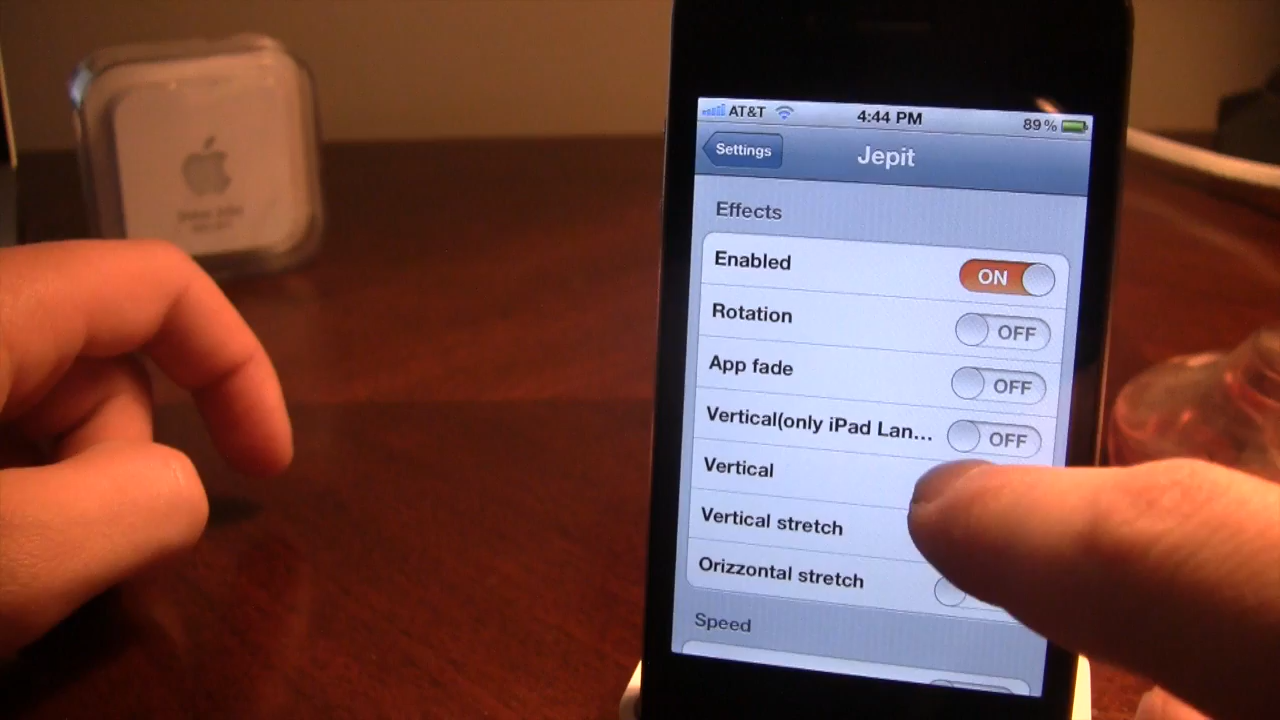 AT&T 4:44 PM 89%
Settings Jepit
Effects
Enabled ON
Rotation OFF
App fade OFF
Vertical(only iPad Lan... OFF
Vertical
Vertical stretch
Orizzontal stretch
Speed